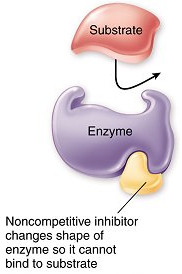 Substrate
Enzyme
Noncompetitive inhibitor
changes shape of
enzyme so it cannot
bind to substrate